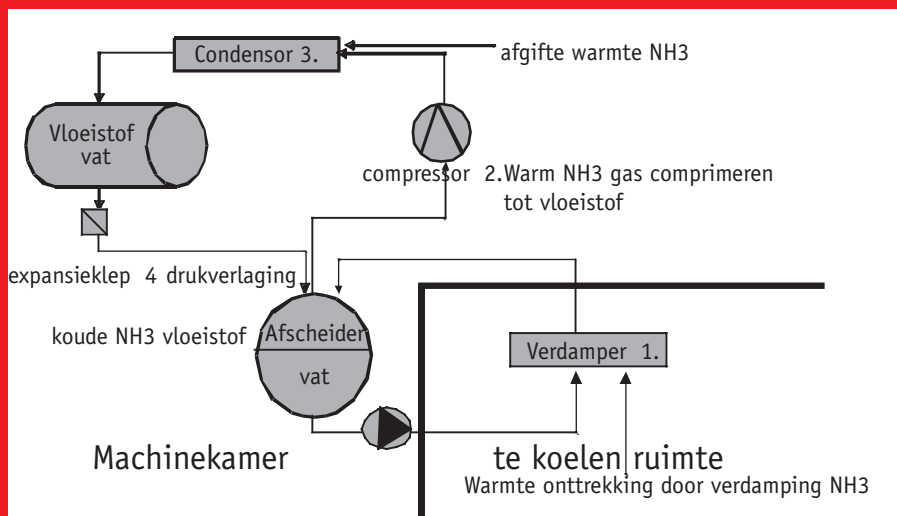 Condensor 3.
afgifte warmte NH3
Vloeistof
vat
compressor 2.Warm NH3 gas comprimeren
tot vloeistof
expansieklep 4 drukverlaging
koude NH3 vloeistof
Afscheider
vat
Verdamper 1.
Machinekamer
te koelen ruimte
Warmte onttrekking door verdamping NH3